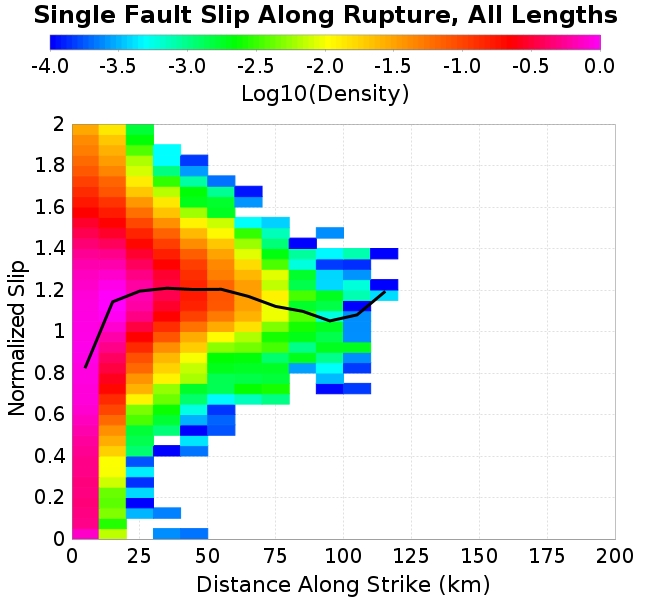 Single Fault Slip Along Rupture, All Lengths
-4.0 -3.5 -3.0 -2.5 -2.0 -1.5 -1.0 -0.5 0.0
Log10(Density)
2
1.8
1.6
1.4
1.2
1
0.8
0.6
0.4
0.2
0
Normalized Slip
0 25 50 75 100 125 150 175 200
Distance Along Strike (km)